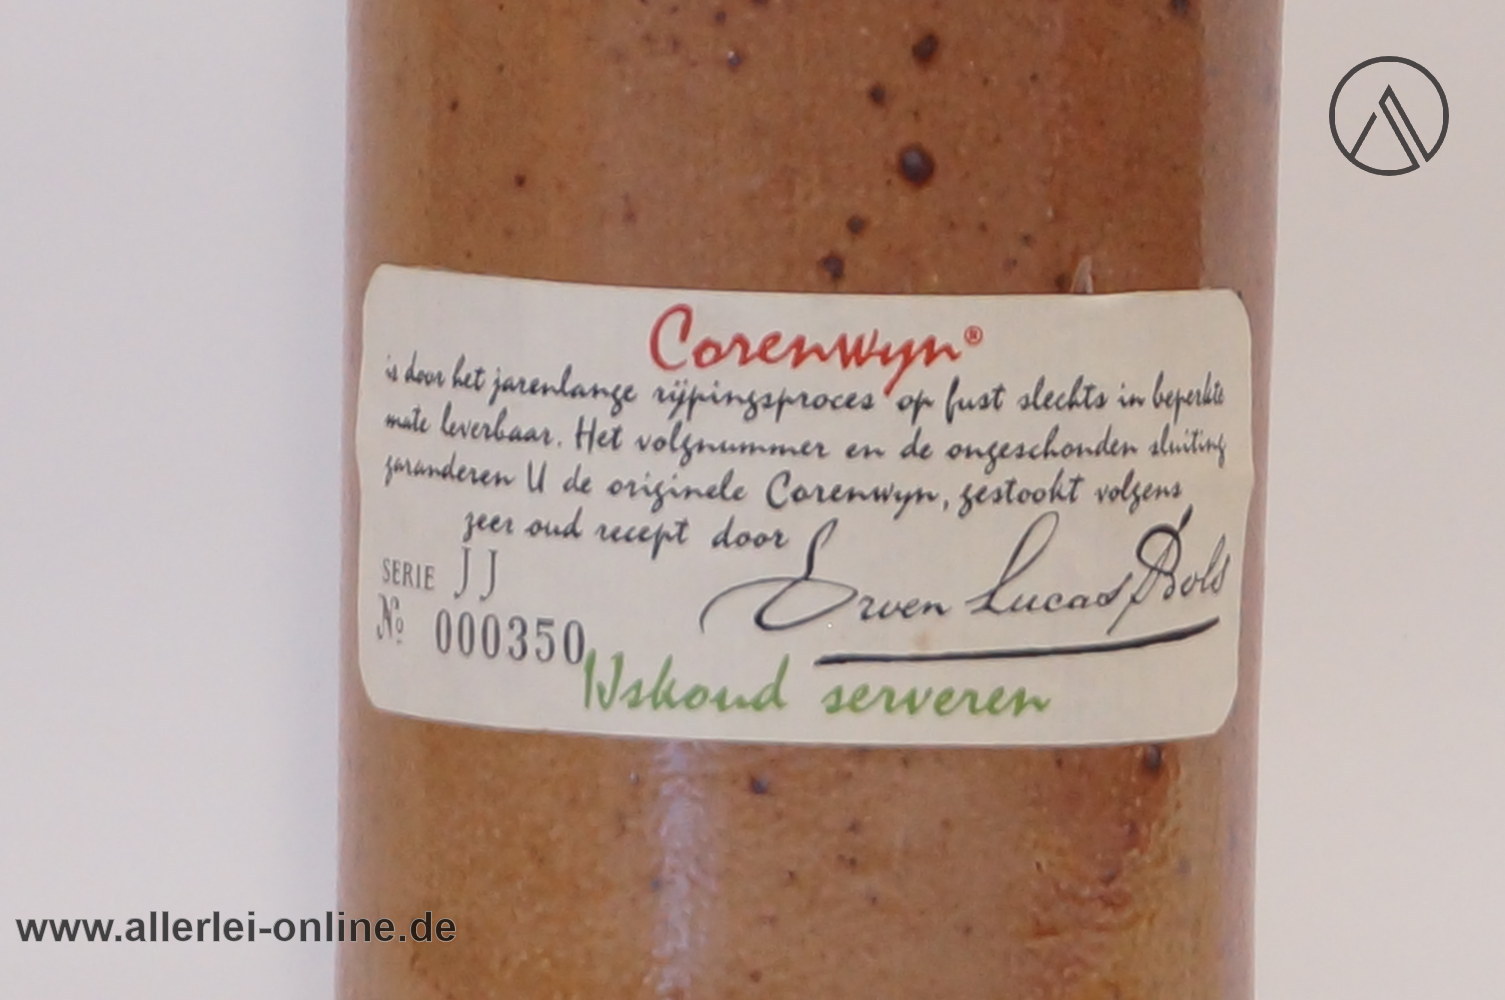 Corenwyn®
is door het jarenlange rijpingsproces op fust slechts in beperkte
mate leverbaar. Het volgnummer en de ongeschonden sluiting
garanderen U de originele Corenwyn, gestookt volgens
zeer oud recept door
Erven Lucas Bols
SERIE JJ
No 000350
IJskoud serveren
www.allerlei-online.de